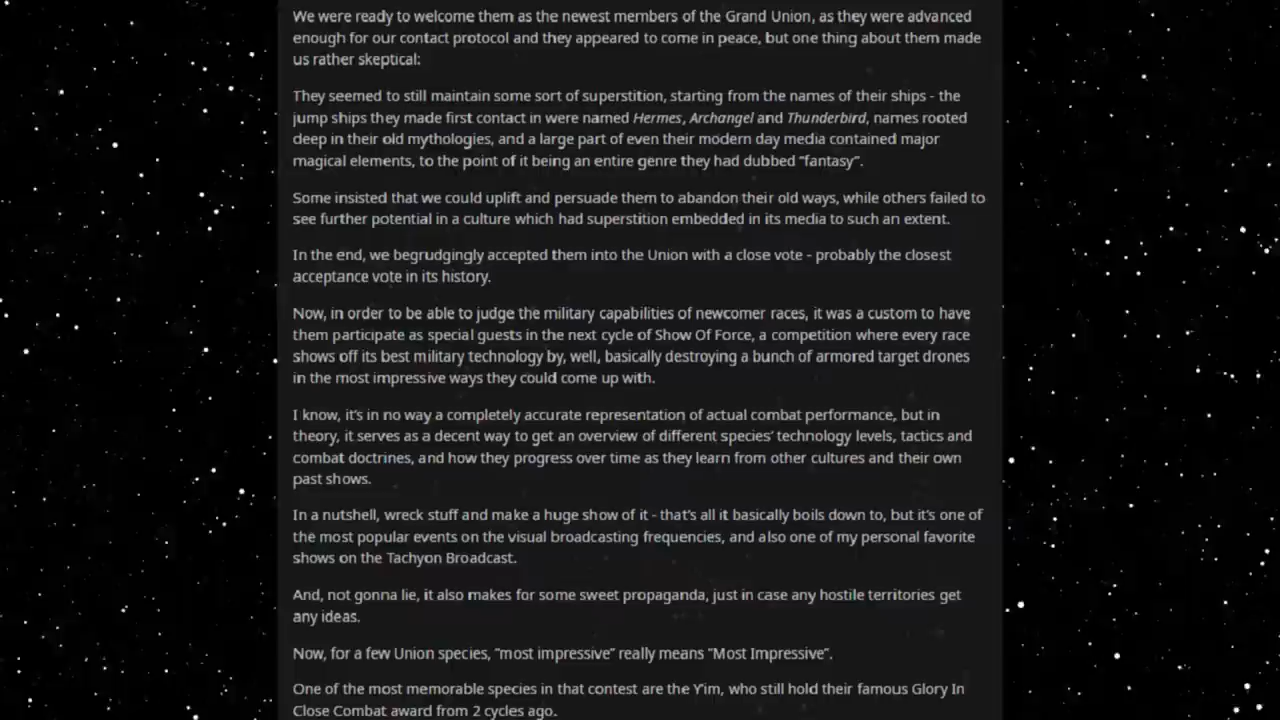 We were ready to welcome them as the newest members of the Grand Union, as they were advanced
enough for our contact protocol and they appeared to come in peace, but one thing about them made
us rather skeptical:
They seemed to still maintain some sort of superstition, starting from the names of their ships - the
jump ships they made first contact in were named Hermes, Archangel and Thunderbird, names rooted
deep in their old mythologies, and a large part of even their modern day media contained major
magical elements, to the point of it being an entire genre they had dubbed “fantasy”.
Some insisted that we could uplift and persuade them to abandon their old ways, while others failed to
see further potential in a culture which had superstition embedded in its media to such an extent.
In the end, we begrudgingly accepted them into the Union with a close vote - probably the closest
acceptance vote in its history.
Now, in order to be able to judge the military capabilities of newcomer races, it was a custom to have
them participate as special guests in the next cycle of Show Of Force, a competition where every race
shows off its best military technology by, well, basically destroying a bunch of armored target drones
in the most impressive ways they could come up with.
I know, it’s in no way a completely accurate representation of actual combat performance, but in
theory, it serves as a decent way to get an overview of different species’ technology levels, tactics and
combat doctrines, and how they progress over time as they learn from other cultures and their own
past shows.
In a nutshell, wreck stuff and make a huge show of it - that’s all it basically boils down to, but it’s one of
the most popular events on the visual broadcasting frequencies, and also one of my personal favorite
shows on the Tachyon Broadcast.
And, not gonna lie, it also makes for some sweet propaganda, just in case any hostile territories get
any ideas.
Now, for a few Union species, “most impressive” really means “Most Impressive”.
One of the most memorable species in that contest are the Y’im, who still hold their famous Glory In
Close Combat award from 2 cycles ago.